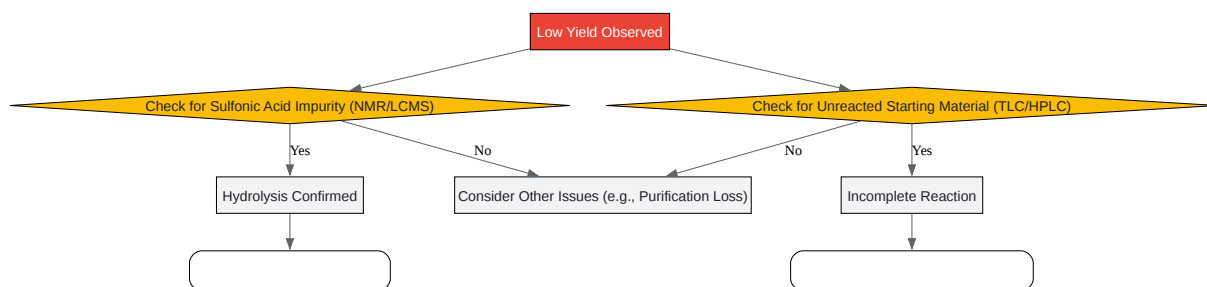 Low Yield Observed
Check for Sulfonic Acid Impurity (NMR/LCMS)
Check for Unreacted Starting Material (TLC/HPLC)
Yes
No
No
Yes
Hydrolysis Confirmed
Consider Other Issues (e.g., Purification Loss)
Incomplete Reaction